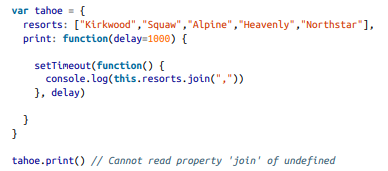 var tahoe = {
  resorts: ["Kirkwood","Squaw","Alpine","Heavenly","Northstar"],
  print: function(delay=1000) {

    setTimeout(function() {
      console.log(this.resorts.join(","))
    }, delay)

  }
}

tahoe.print() // Cannot read property 'join' of undefined